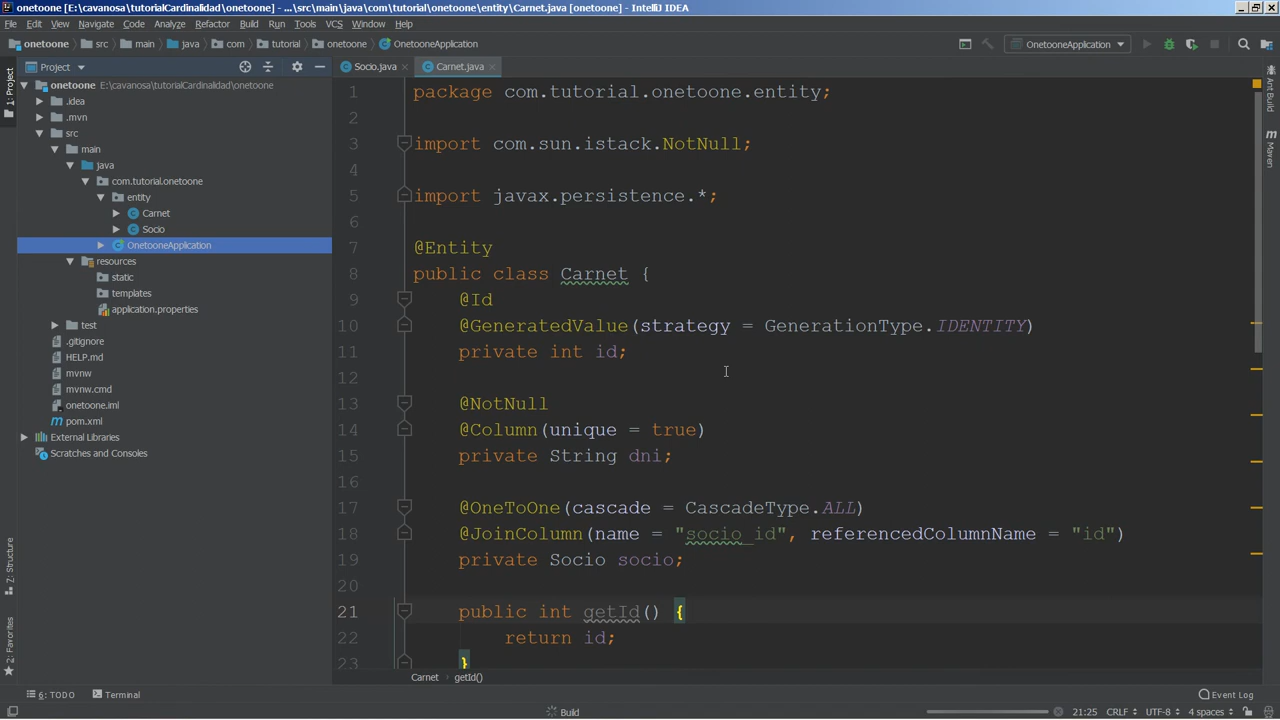 onetoone [E:\cavanosa\tutorialCardinalidad\onetoone] - ...\src\main\java\com\tutorial\onetoone\entity\Carnet.java [onetoone] - IntelliJ IDEA
File Edit View Navigate Code Analyze Refactor Build Run Tools VCS Window Help
onetoone src main java com tutorial onetoone OnetooneApplication OnetooneApplication
Project
Socio.java Carnet.java
1: Project
Ant Build
Maven
Z: Structure
2: Favorites
onetoone E:\cavanosa\tutorialCardinalidad\onetoone
.idea
.mvn
src
main
java
com.tutorial.onetoone
entity
Carnet
Socio
OnetooneApplication
resources
static
templates
application.properties
test
.gitignore
HELP.md
mvnw
mvnw.cmd
onetoone.iml
pom.xml
External Libraries
Scratches and Consoles
1 package com.tutorial.onetoone.entity;
2
3 import com.sun.istack.NotNull;
4
5 import javax.persistence.*;
6
7 @Entity
8 public class Carnet {
9 @Id
10 @GeneratedValue(strategy = GenerationType.IDENTITY)
11 private int id;
12
13 @NotNull
14 @Column(unique = true)
15 private String dni;
16
17 @OneToOne(cascade = CascadeType.ALL)
18 @JoinColumn(name = "socio_id", referencedColumnName = "id")
19 private Socio socio;
20
21 public int getId() {
22 return id;
23 }
Carnet getId()
6: TODO Terminal Event Log
Build 21:25 CRLF UTF-8 4 spaces